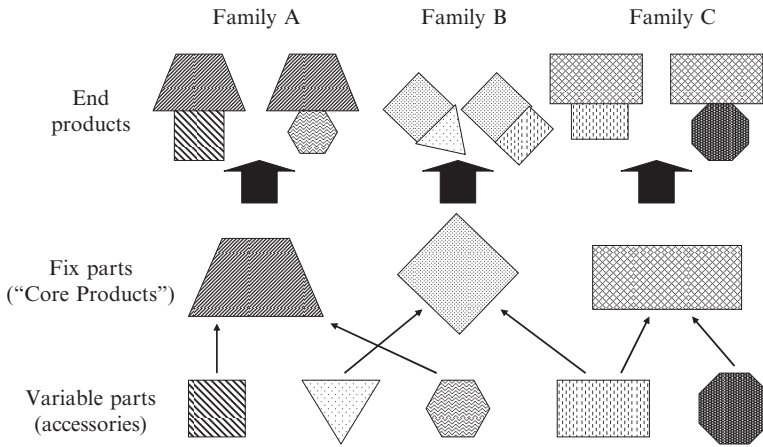 Family A
Family B
Family C
End
products
Fix parts
(“Core Products”)
Variable parts
(accessories)